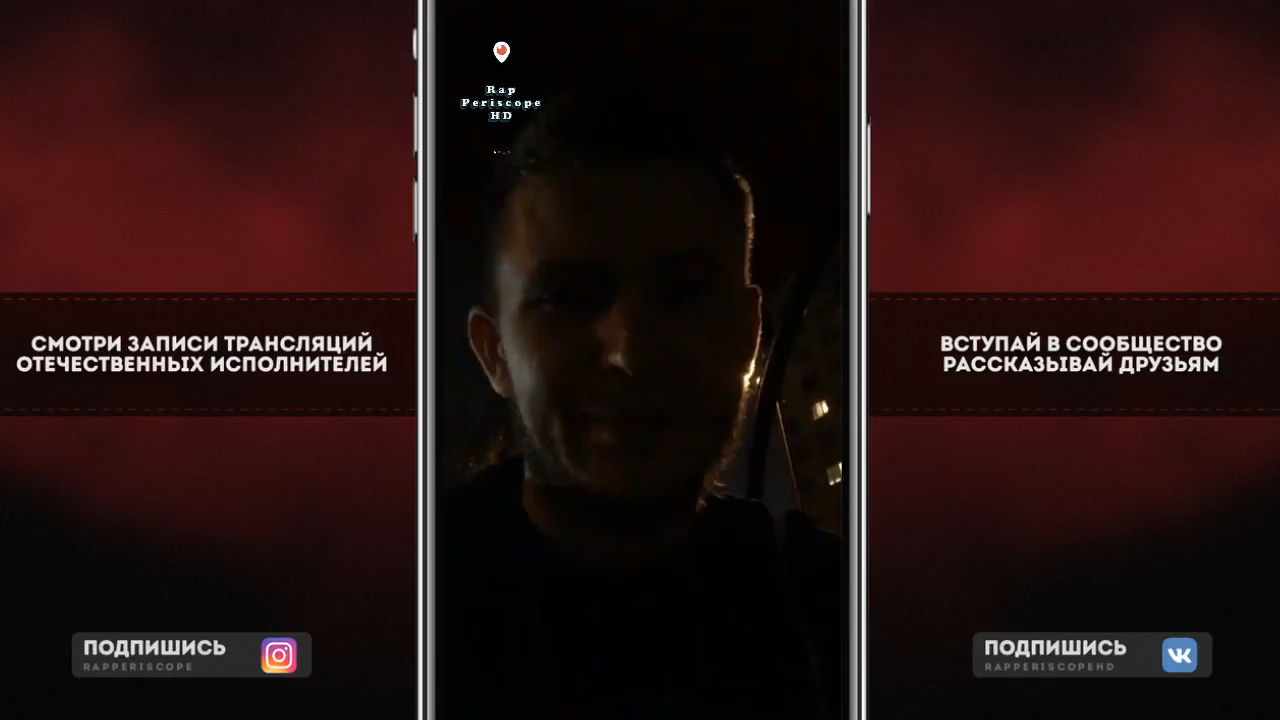 Rap
Periscope
HD
СМОТРИ ЗАПИСИ ТРАНСЛЯЦИЙ
ОТЕЧЕСТВЕННЫХ ИСПОЛНИТЕЛЕЙ
ВСТУПАЙ В СООБЩЕСТВО
РАССКАЗЫВАЙ ДРУЗЬЯМ
ПОДПИШИСЬ
RAPPERISCOPE
ПОДПИШИСЬ
RAPPERISCOPEHD